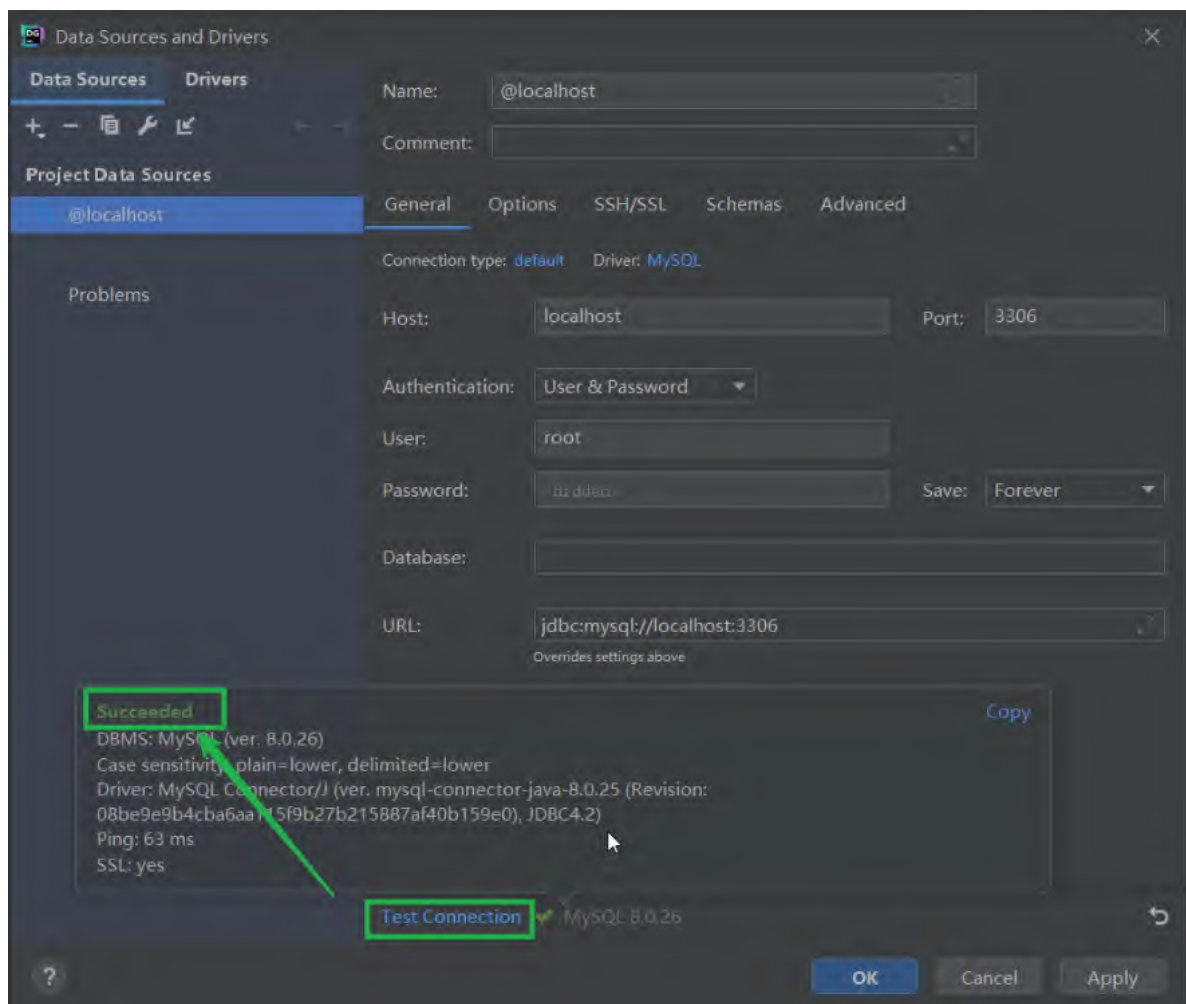 DG
Data Sources and Drivers
Data Sources Drivers
Name: @localhost
Comment:
Project Data Sources
@localhost
General Options SSH/SSL Schemas Advanced
Connection type: default Driver: MySQL
Problems
Host: localhost Port: 3306
Authentication: User & Password
User: root
Password: <hidden> Save: Forever
Database:
URL: jdbc:mysql://localhost:3306
Overrides settings above
Succeeded Copy
DBMS: MySQL (ver. 8.0.26)
Case sensitivity: plain=lower, delimited=lower
Driver: MySQL Connector/J (ver. mysql-connector-java-8.0.25 (Revision:
JDBC4.2)
Ping: 63 ms
SSL: yes
Test Connection MySQL 8.0.26
? OK Cancel Apply